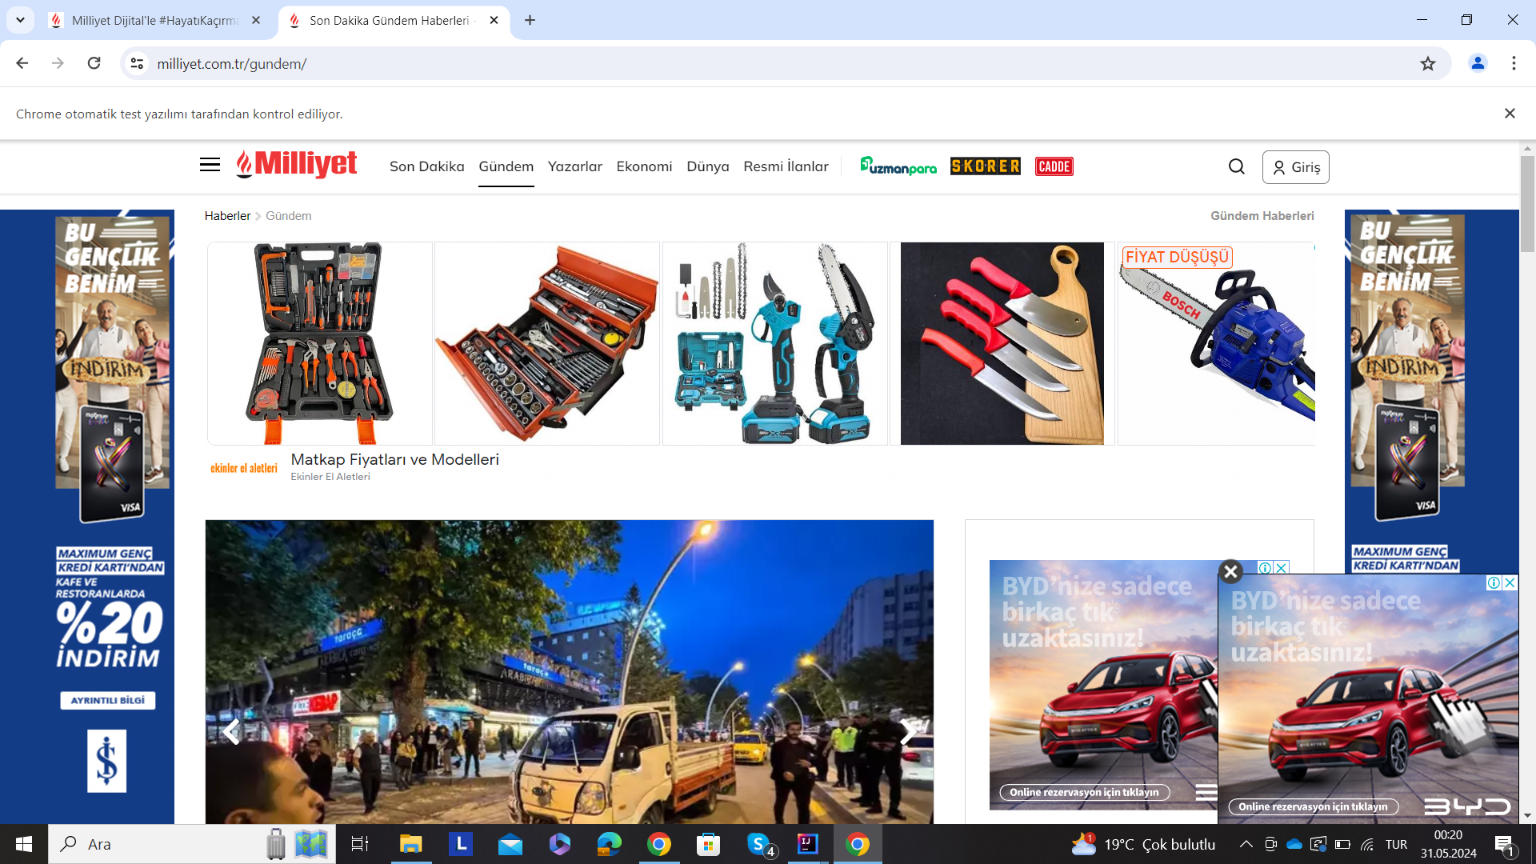 Milliyet Dijital'le #HayatıKaçırma
Son Dakika Gündem Haberleri
milliyet.com.tr/gundem/
Chrome otomatik test yazılımı tarafından kontrol ediliyor.
Milliyet
Son Dakika
Gündem
Yazarlar
Ekonomi
Dünya
Resmi İlanlar
uzmanpara
SKORER
CADDE
Giriş
Haberler
Gündem
Gündem Haberleri
BU
GENÇLİK
BENİM
İNDİRİM
VISA
MAXIMUM GENÇ
KREDİ KARTI'NDAN
KAFE VE
RESTORANLARDA
%20
İNDİRİM
AYRINTILI BİLGİ
FİYAT DÜŞÜŞÜ
BOSCH
ekinler el aletleri
Matkap Fiyatları ve Modelleri
Ekinler El Aletleri
BU
GENÇLİK
BENİM
İNDİRİM
VISA
MAXIMUM GENÇ
KREDİ KARTI'NDAN
BYD'nize sadece
birkaç tık
uzaktasınız!
Online rezervasyon için tıklayın
BYD'nize sadece
birkaç tık
uzaktasınız!
Online rezervasyon için tıklayın
BYD
Ara
L
S
4
IJ
1
19°C Çok bulutlu
TUR
00:20
31.05.2024
1